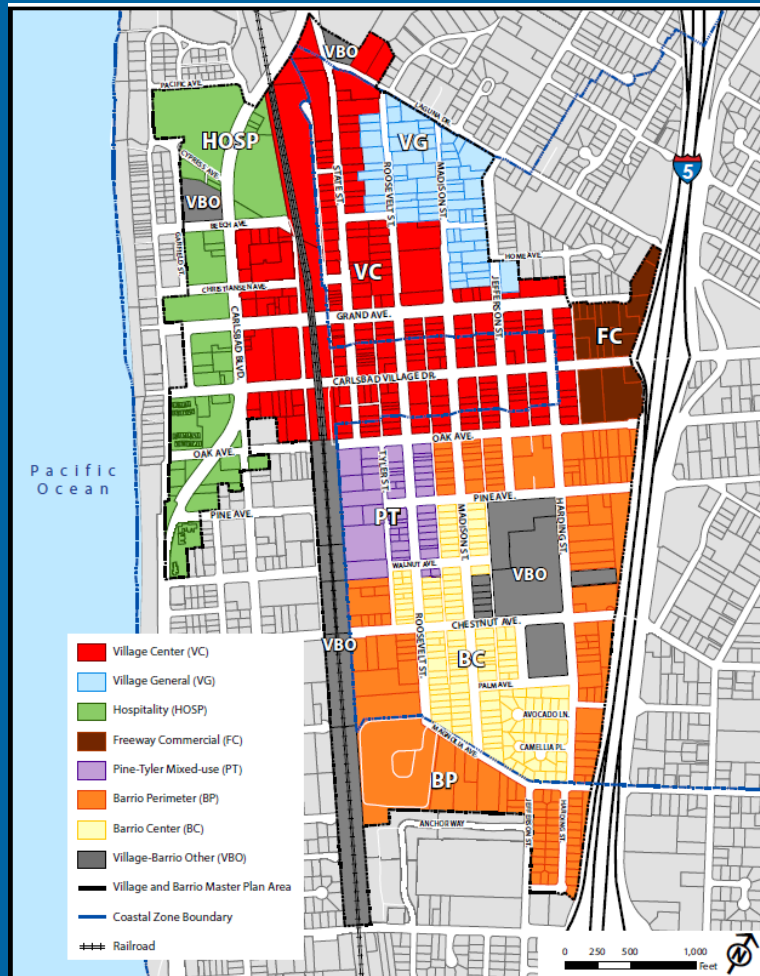 VBO
PACIFIC AVE.
LAGUNA DR.
HOSP
VG
CYPRESS AVE.
STATE ST.
ROOSEVELT ST.
MADISON ST.
5
VBO
BEECH AVE.
GARFIELD ST.
HOME AVE.
VC
CHRISTIANSEN AVE.
JEFFERSON ST.
GRAND AVE.
CARLSBAD BLVD.
FC
CARLSBAD VILLAGE DR.
OAK AVE.
OAK AVE.
Pacific
Ocean
TYLER ST.
PINE AVE.
PINE AVE.
PT
MADISON ST.
HARDING ST.
WALNUT AVE.
VBO
CHESTNUT AVE.
ROOSEVELT ST.
VBO
BC
PALM AVE.
AVOCADO LN.
MAGNOLIA AVE.
CAMELLIA PL.
BP
JEFFERSON ST.
HARDING ST.
ANCHOR WAY
Village Center (VC)
Village General (VG)
Hospitality (HOSP)
Freeway Commercial (FC)
Pine-Tyler Mixed-use (PT)
Barrio Perimeter (BP)
Barrio Center (BC)
Village-Barrio Other (VBO)
Village and Barrio Master Plan Area
Coastal Zone Boundary
Railroad
0 250 500 1,000
Feet
N